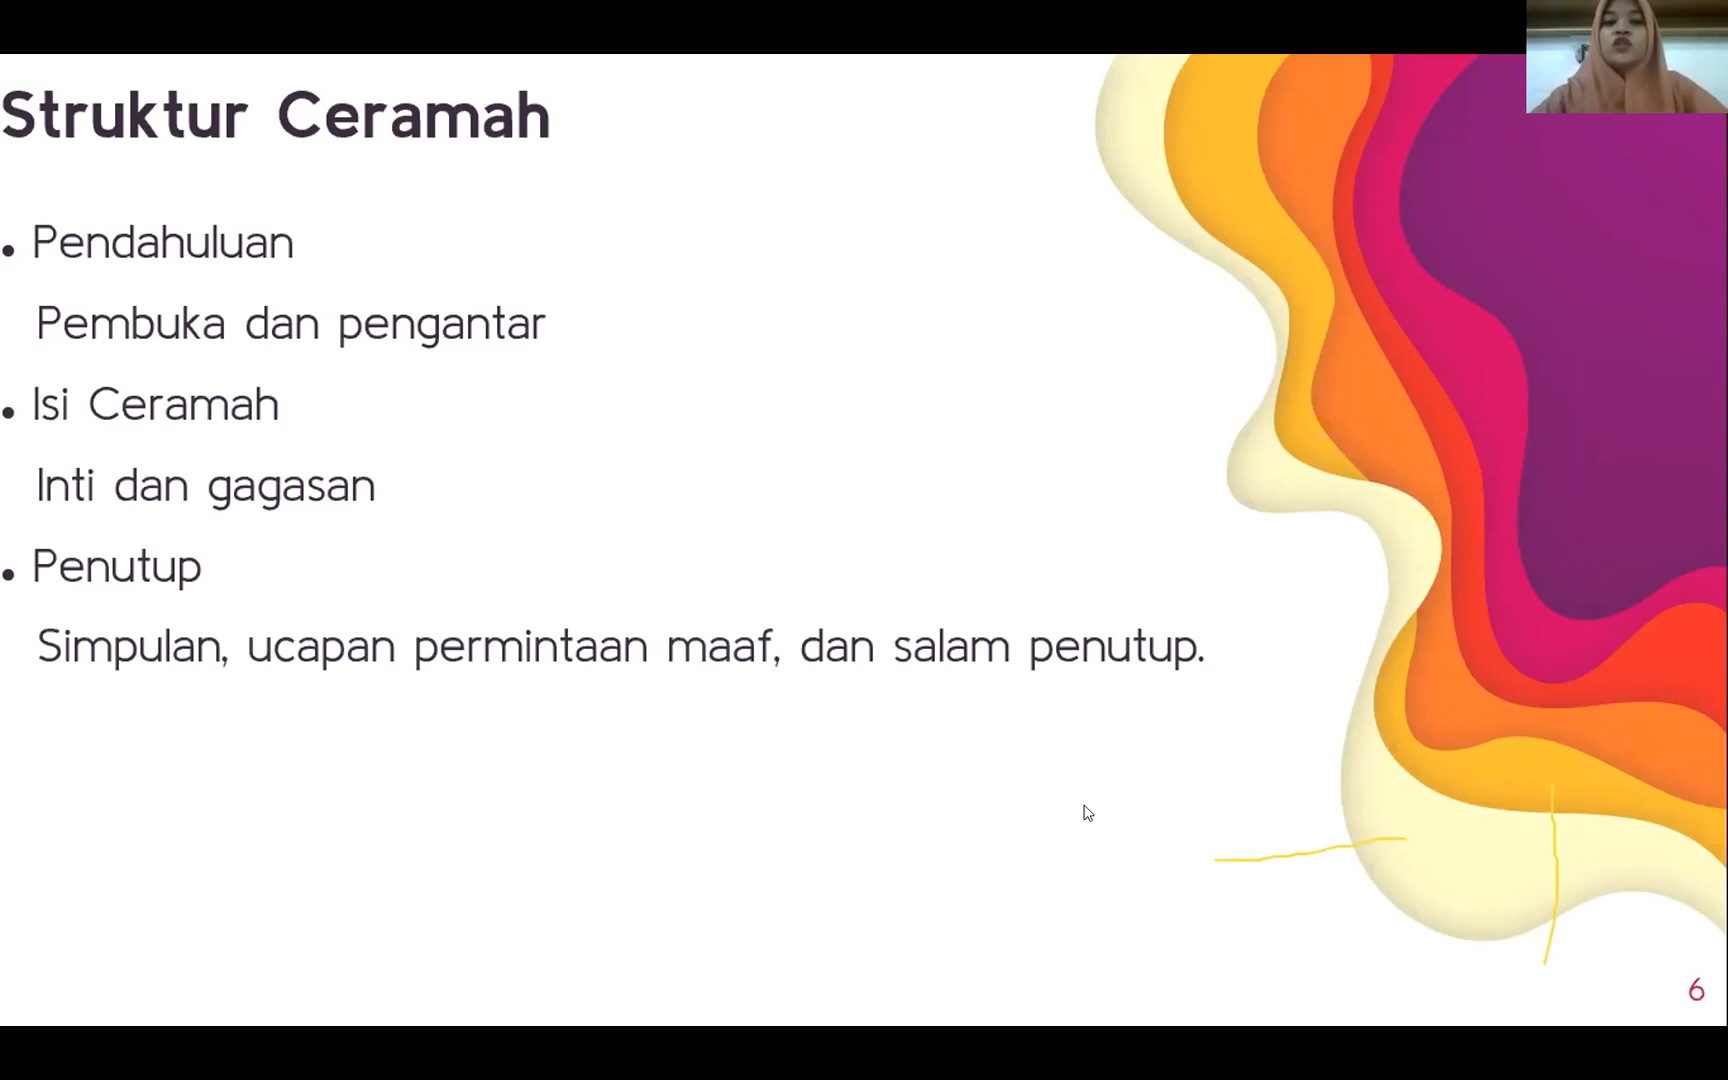 Struktur Ceramah
• Pendahuluan
Pembuka dan pengantar
• Isi Ceramah
Inti dan gagasan
• Penutup
Simpulan, ucapan permintaan maaf, dan salam penutup.
6